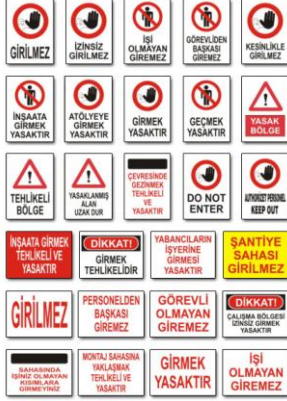 GİRİLMEZ
İZİNSİZ
GİRİLMEZ
İŞİ
OLMAYAN
GİREMEZ
GÖREVLİDEN
BAŞKASI
GİREMEZ
KESİNLİKLE
GİRİLMEZ
İNŞAATA
GİRMEK
YASAKTIR
ATÖLYEYE
GİRMEK
YASAKTIR
GİRMEK
YASAKTIR
GEÇMEK
YASAKTIR
YASAK
BÖLGE
TEHLİKELİ
BÖLGE
YASAKLANMIŞ
ALAN
UZAK DUR
ÇEVRESİNDE
GEZİNMEK
TEHLİKELİ
VE
YASAKTIR
DO NOT
ENTER
AUTHORIZET PERSONEL
KEEP OUT
İNŞAATA GİRMEK
TEHLİKELİ VE
YASAKTIR
DİKKAT!
GİRMEK
TEHLİKELİDİR
YABANCILARIN
İŞYERİNE
GİRMESİ
YASAKTIR
ŞANTİYE
SAHASI
GİRİLMEZ
GİRİLMEZ
PERSONELDEN
BAŞKASI
GİREMEZ
GÖREVLİ
OLMAYAN
GİREMEZ
DİKKAT!
ÇALIŞMA BÖLGESİ
İZİNSİZ GİRMEK
YASAKTIR
SAHASINDA
İŞİNİZ OLMAYAN
KISIMLARA
GİRMEYİNİZ
MONTAJ SAHASINA
YAKLAŞMAK
TEHLİKELİ VE
YASAKTIR
GİRMEK
YASAKTIR
İŞİ
OLMAYAN
GİREMEZ